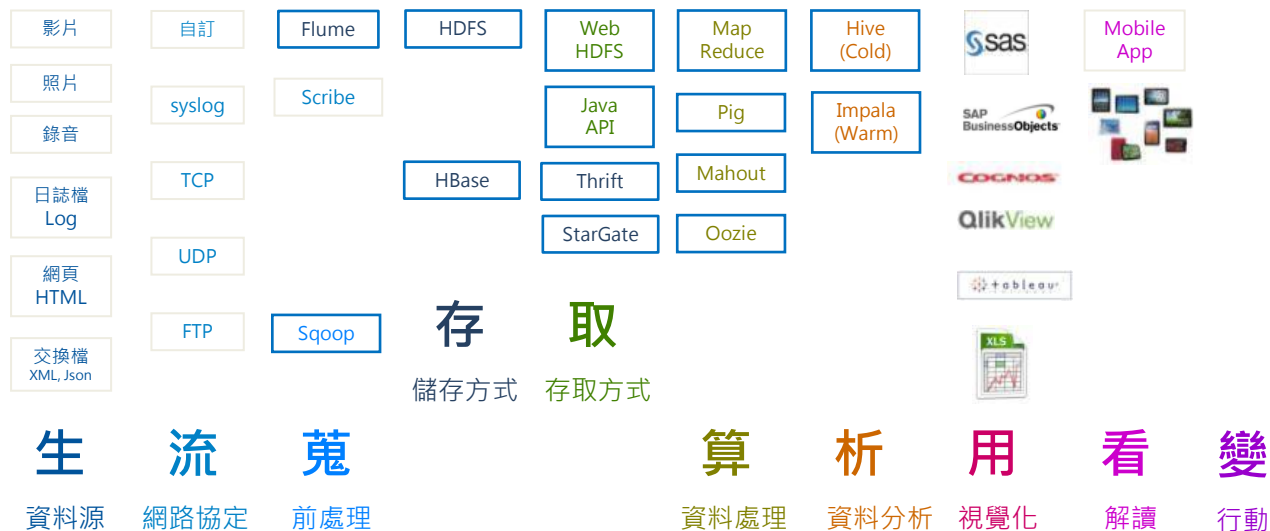 影片
照片
錄音
日誌檔
Log
網頁
HTML
交換檔
XML, Json
自訂
syslog
TCP
UDP
FTP
Flume
Scribe
Sqoop
HDFS
HBase
Web
HDFS
Java
API
Thrift
StarGate
Map
Reduce
Pig
Mahout
Oozie
Hive
(Cold)
Impala
(Warm)
sas
SAP
BusinessObjects
COGNOS
QlikView
tableau
XLS
Mobile
App
存
儲存方式
取
存取方式
生
資料源
流
網路協定
蒐
前處理
算
資料處理
析
資料分析
用
視覺化
看
解讀
變
行動